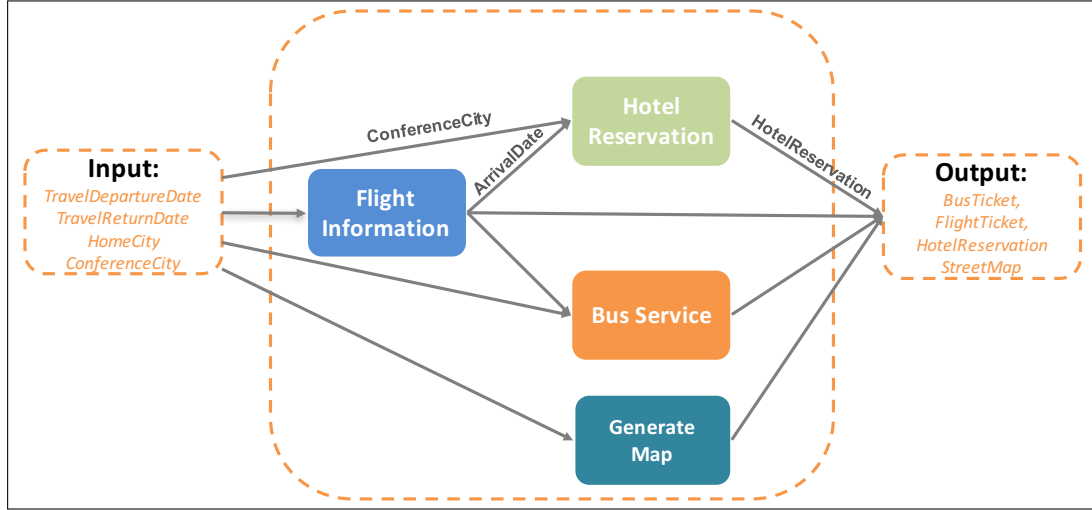 Input:
TravelDepartureDate
TravelReturnDate
HomeCity
ConferenceCity
ConferenceCity
Flight
Information
ArrivalDate
Hotel
Reservation
HotelReservation
Bus Service
Generate
Map
Output:
BusTicket,
FlightTicket,
HotelReservation
StreetMap